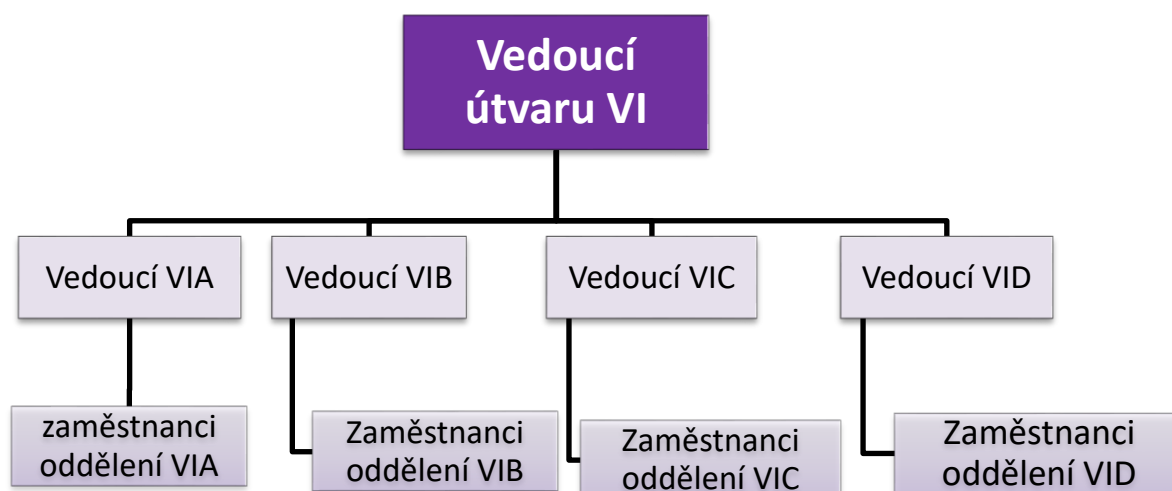 Vedoucí
útvaru VI
Vedoucí VIA
Vedoucí VIB
Vedoucí VIC
Vedoucí VID
zaměstnanci
oddělení VIA
Zaměstnanci
oddělení VIB
Zaměstnanci
oddělení VIC
Zaměstnanci
oddělení VID